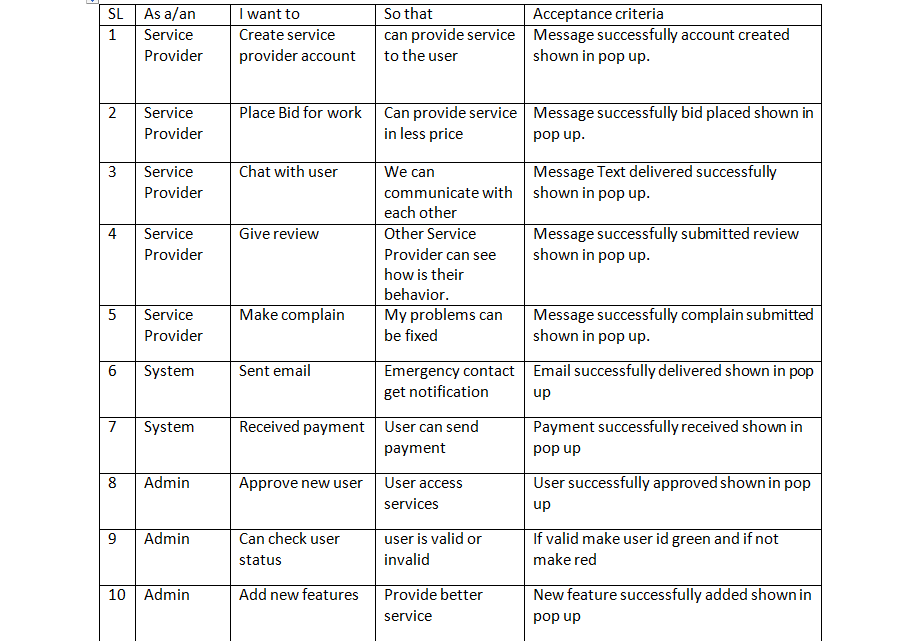 SL As a/an I want to So that Acceptance criteria
1 Service Create service can provide service Message successfully account created
Provider provider account to the user shown in pop up.
2 Service Place Bid for work Can provide service Message successfully bid placed shown in
Provider in less price pop up.
3 Service Chat with user We can Message Text delivered successfully
Provider communicate with shown in pop up.
each other
4 Service Give review Other Service Message successfully submitted review
Provider Provider can see shown in pop up.
how is their
behavior.
5 Service Make complain My problems can Message successfully complain submitted
Provider be fixed shown in pop up.
6 System Sent email Emergency contact Email successfully delivered shown in pop
get notification up
7 System Received payment User can send Payment successfully received shown in
payment pop up
8 Admin Approve new user User access User successfully approved shown in pop
services up
9 Admin Can check user user is valid or If valid make user id green and if not
status invalid make red
10 Admin Add new features Provide better New feature successfully added shown in
service pop up